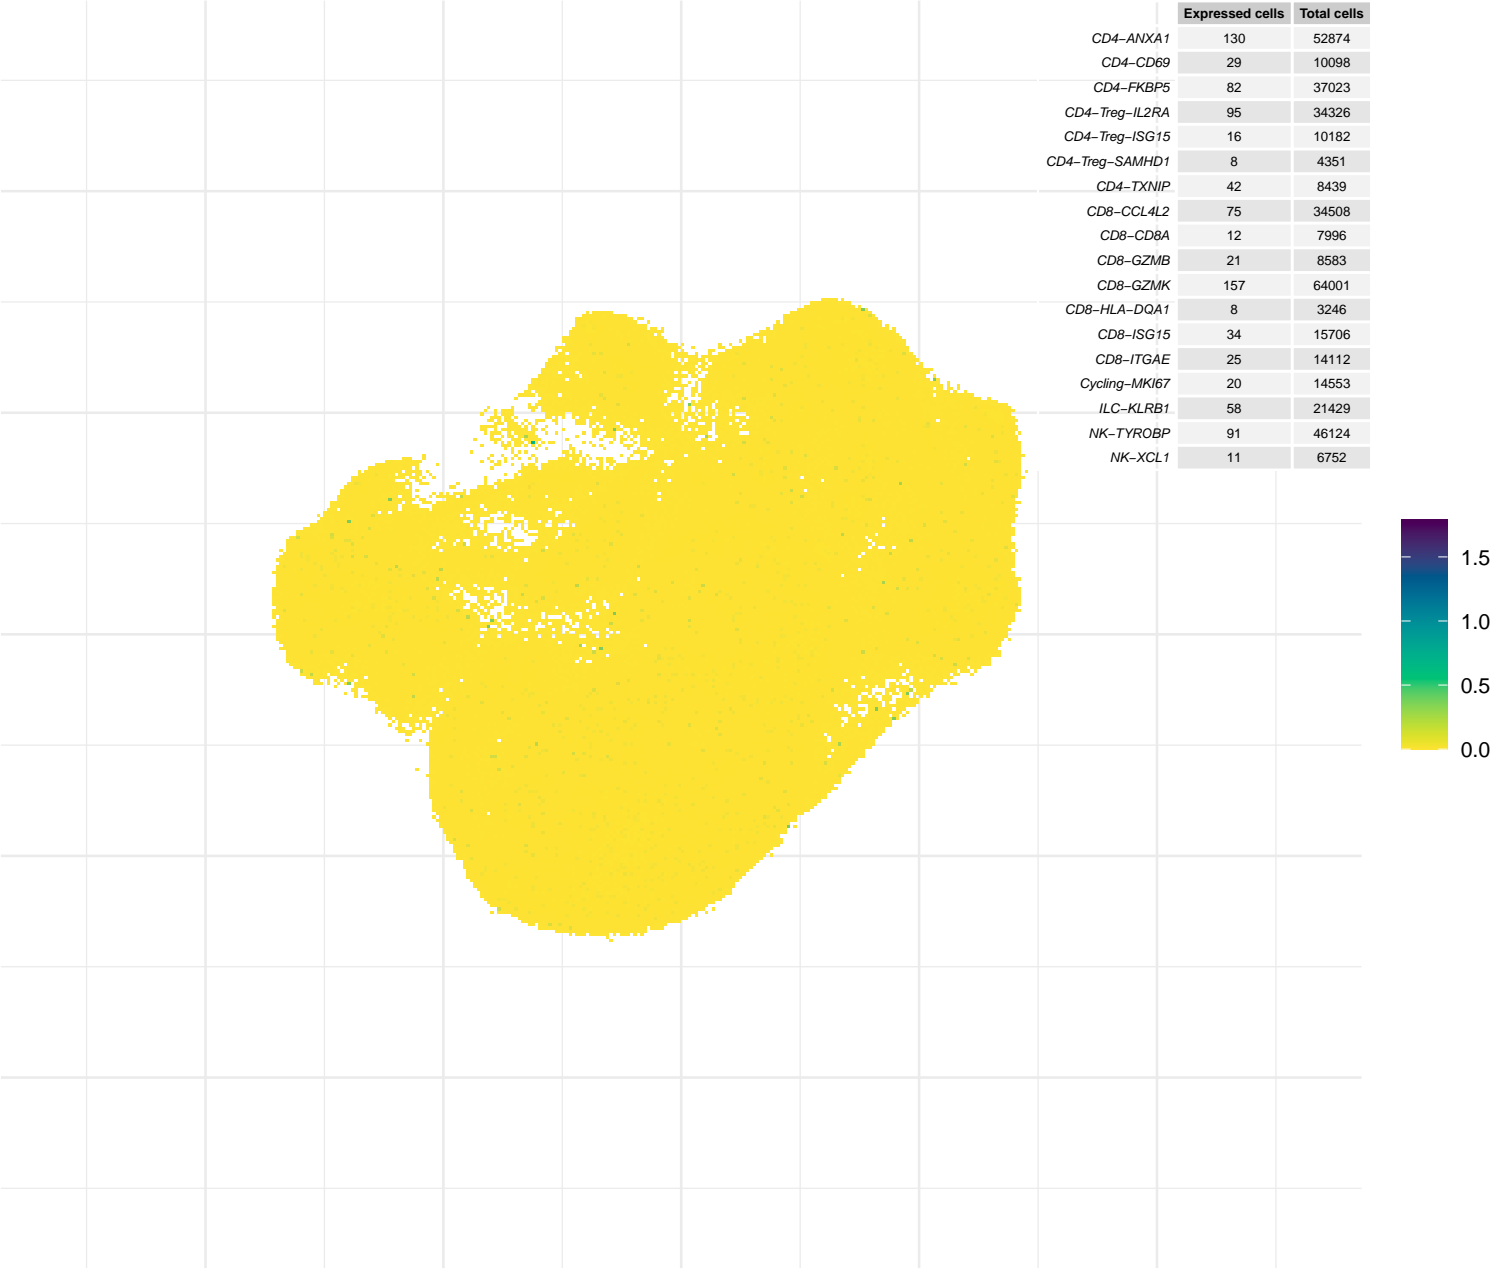 Expressed cells Total cells
CD4−ANXA1 130 52874
CD4−CD69 29 10098
CD4−FKBP5 82 37023
CD4−Treg−IL2RA 95 34326
CD4−Treg−ISG15 16 10182
CD4−Treg−SAMHD1 8 4351
CD4−TXNIP 42 8439
CD8−CCL4L2 75 34508
CD8−CD8A 12 7996
CD8−GZMB 21 8583
CD8−GZMK 157 64001
CD8−HLA−DQA1 8 3246
CD8−ISG15 34 15706
CD8−ITGAE 25 14112
Cycling−MKI67 20 14553
ILC−KLRB1 58 21429
NK−TYROBP 91 46124
NK−XCL1 11 6752
1.5
1.0
0.5
0.0